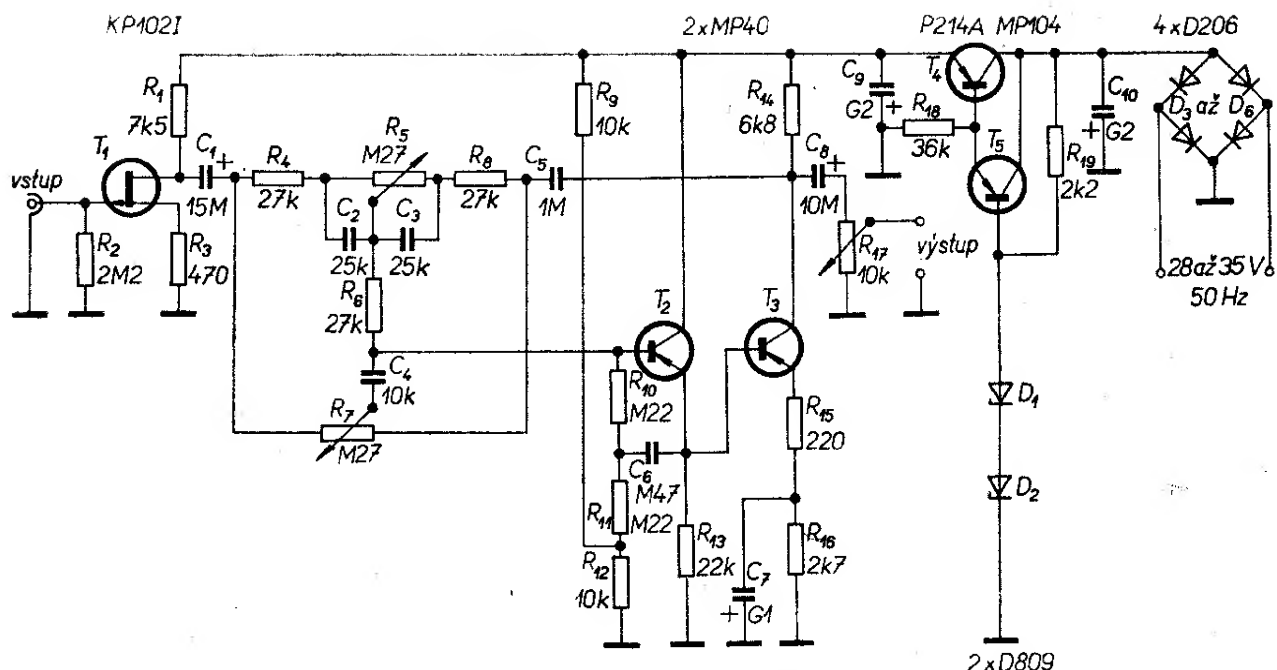 KP102I
2xMP40
P214A MP104
4xD206
R1
7k5
T1
vstup
R2
2M2
R3
470
C1
+
15M
R4
27k
R5
M27
R8
27k
C2
25k
C3
25k
R6
27k
C4
10k
R7
M27
C5
1M
R9
10k
R10
M22
C6
M47
R11
M22
R12
10k
T2
R13
22k
T3
R14
6k8
C8
+
10M
R17
10k
výstup
R15
220
R16
2k7
C7
+ G1
C9
+
G2
R18
36k
T4
T5
R19
2k2
C10
+
G2
D3 až D6
28 až 35 V
50 Hz
D1
D2
2xD809